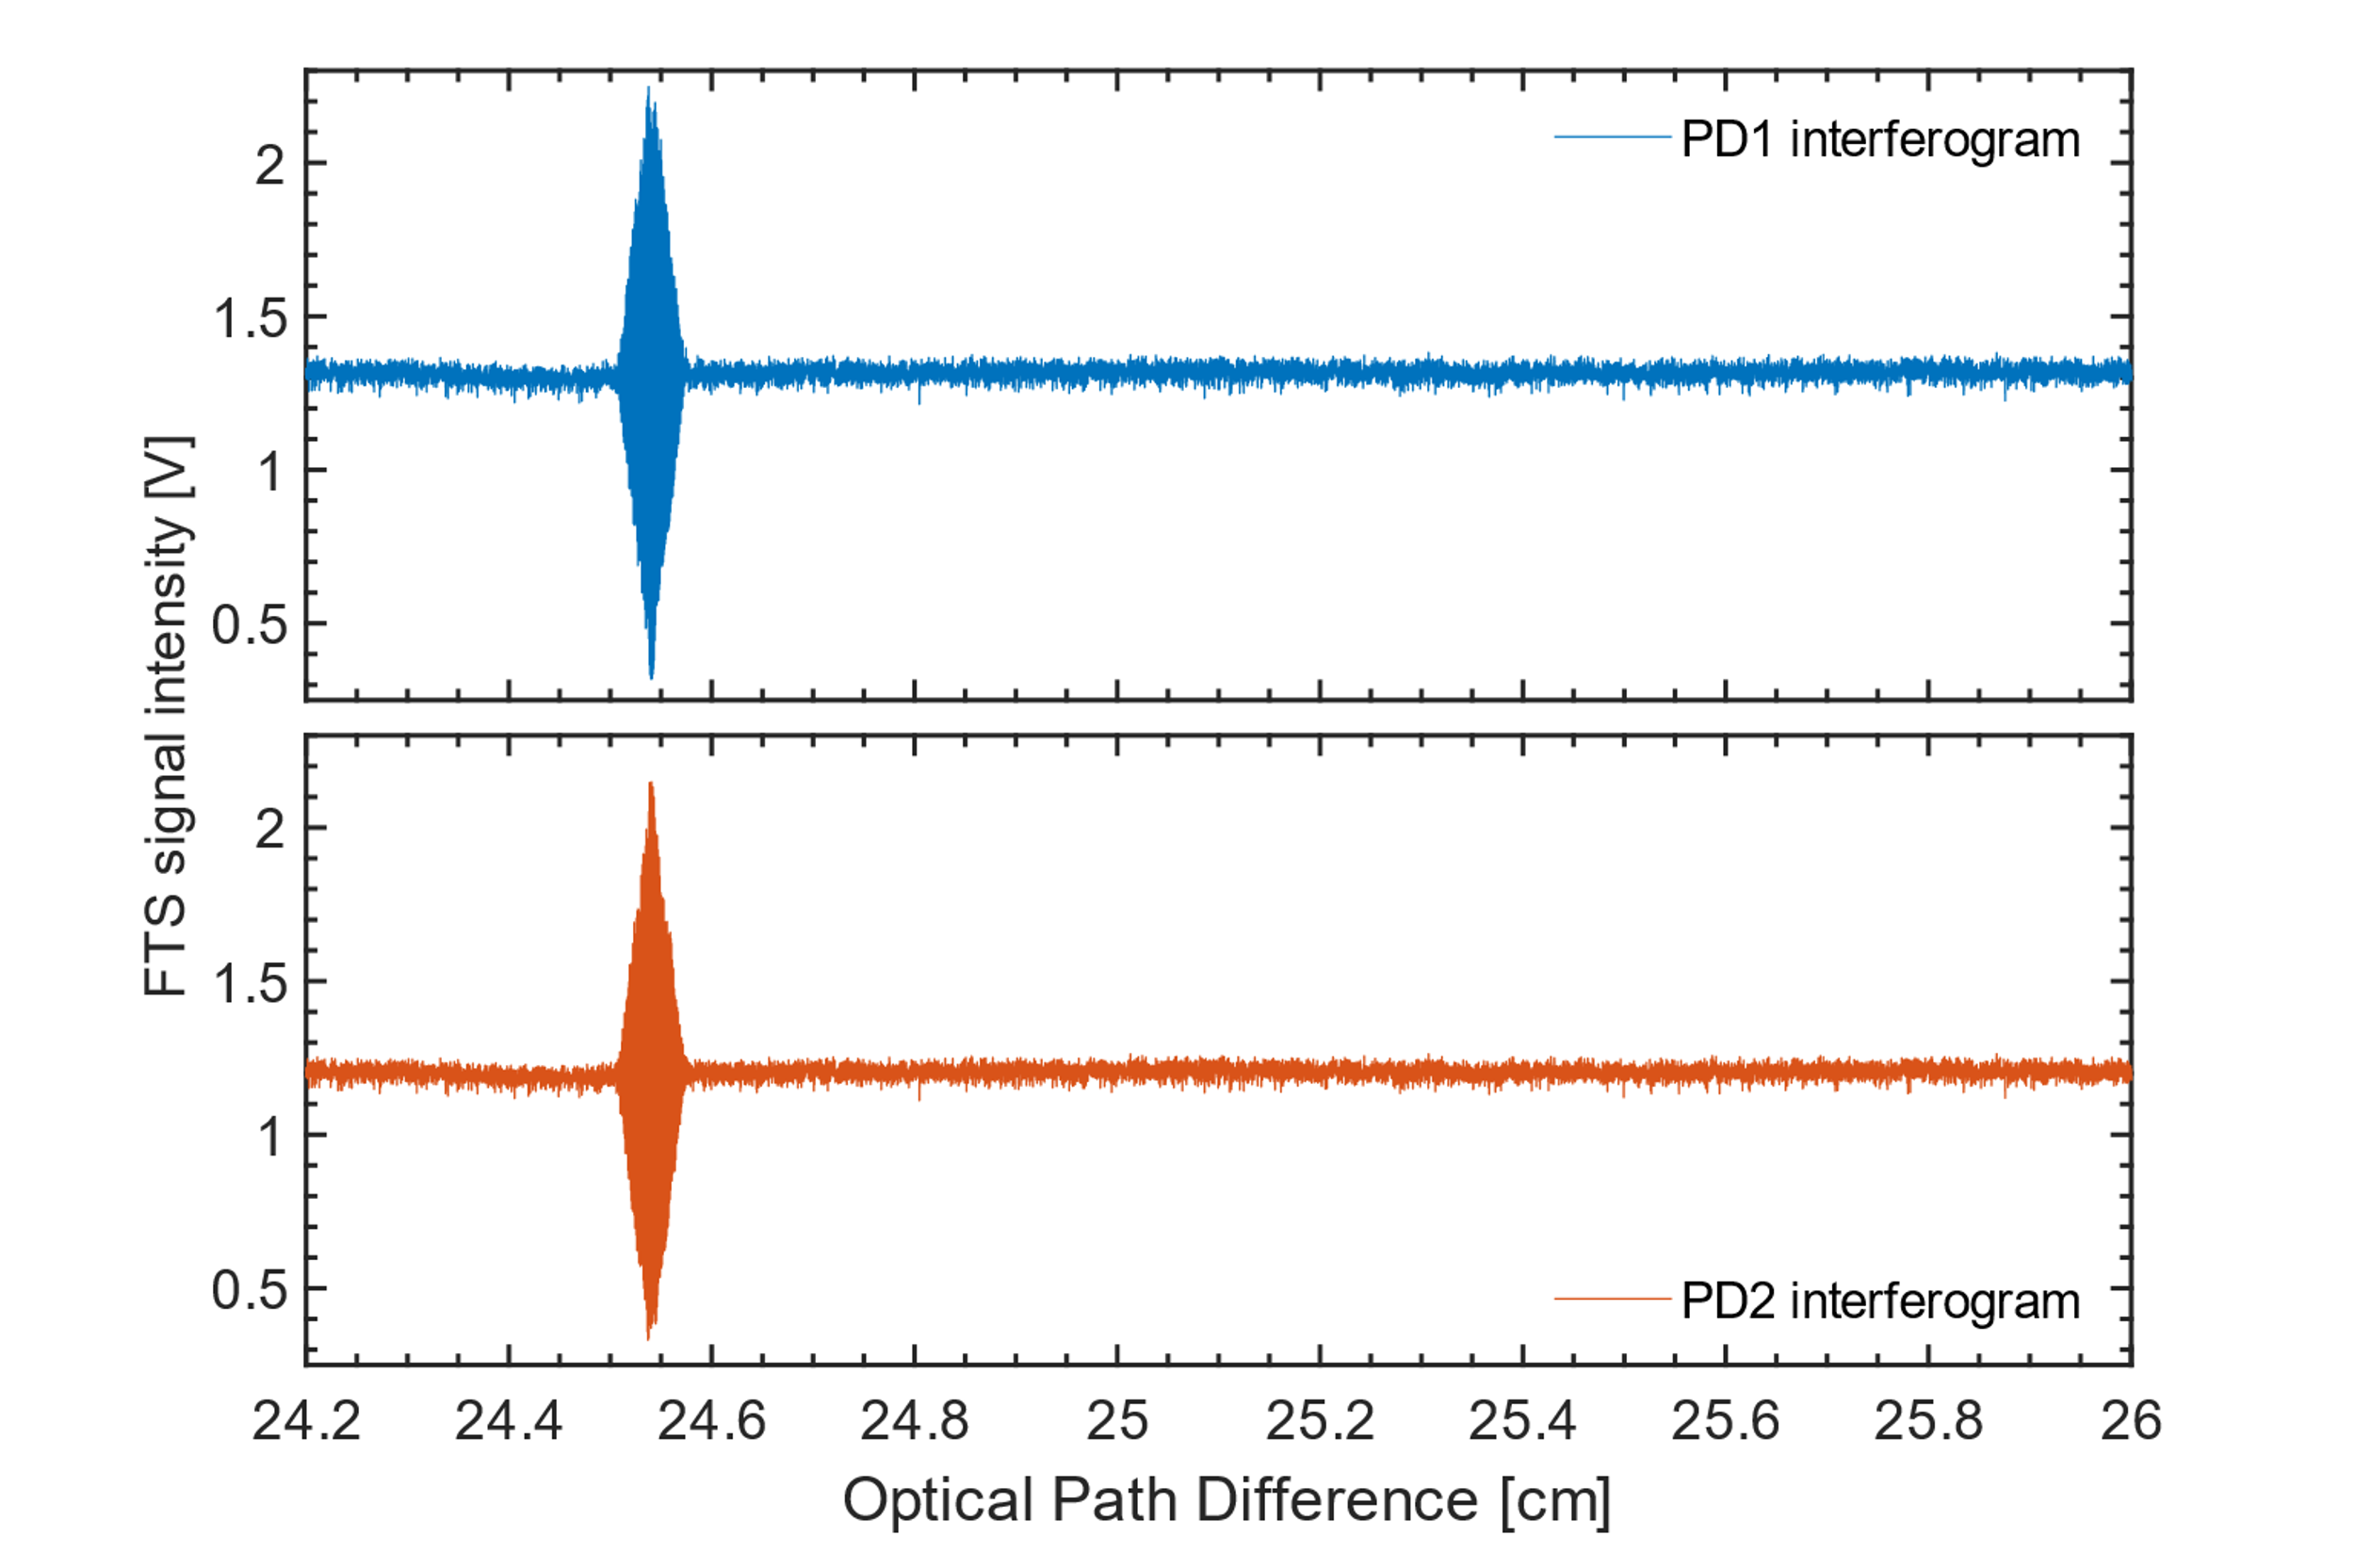 PD1 interferogram
2
1.5
1
0.5
FTS signal intensity [V]
2
1.5
1
0.5
PD2 interferogram
24.2 24.4 24.6 24.8 25 25.2 25.4 25.6 25.8 26
Optical Path Difference [cm]